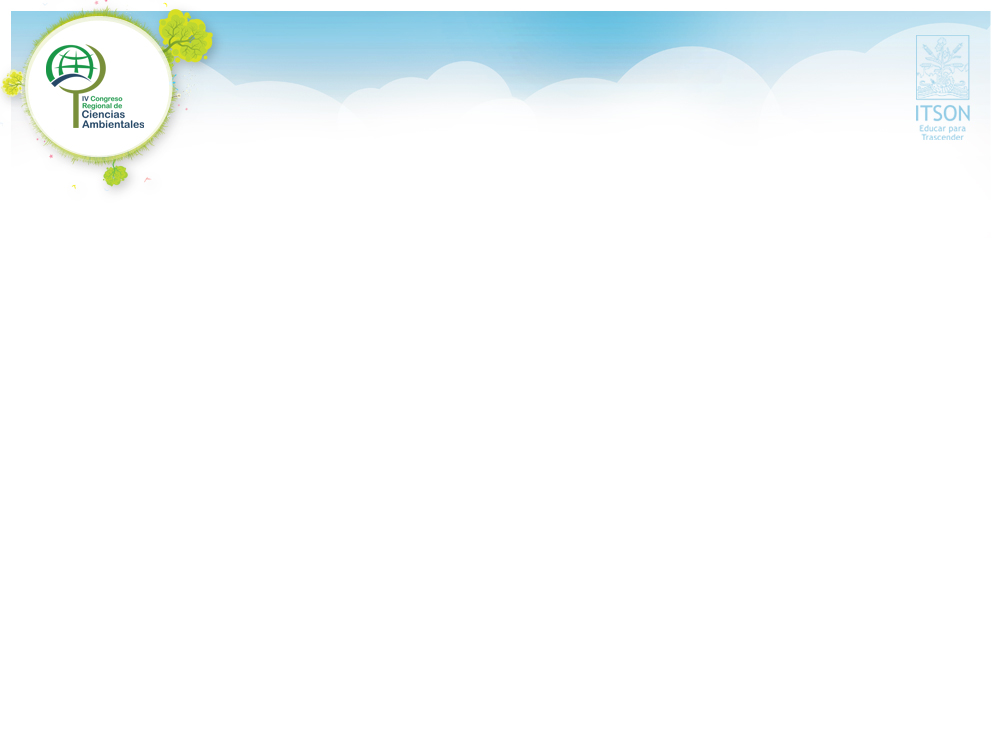 IV Congreso
Regional de
Ciencias
Ambientales
ITSON
Educar para
Trascender